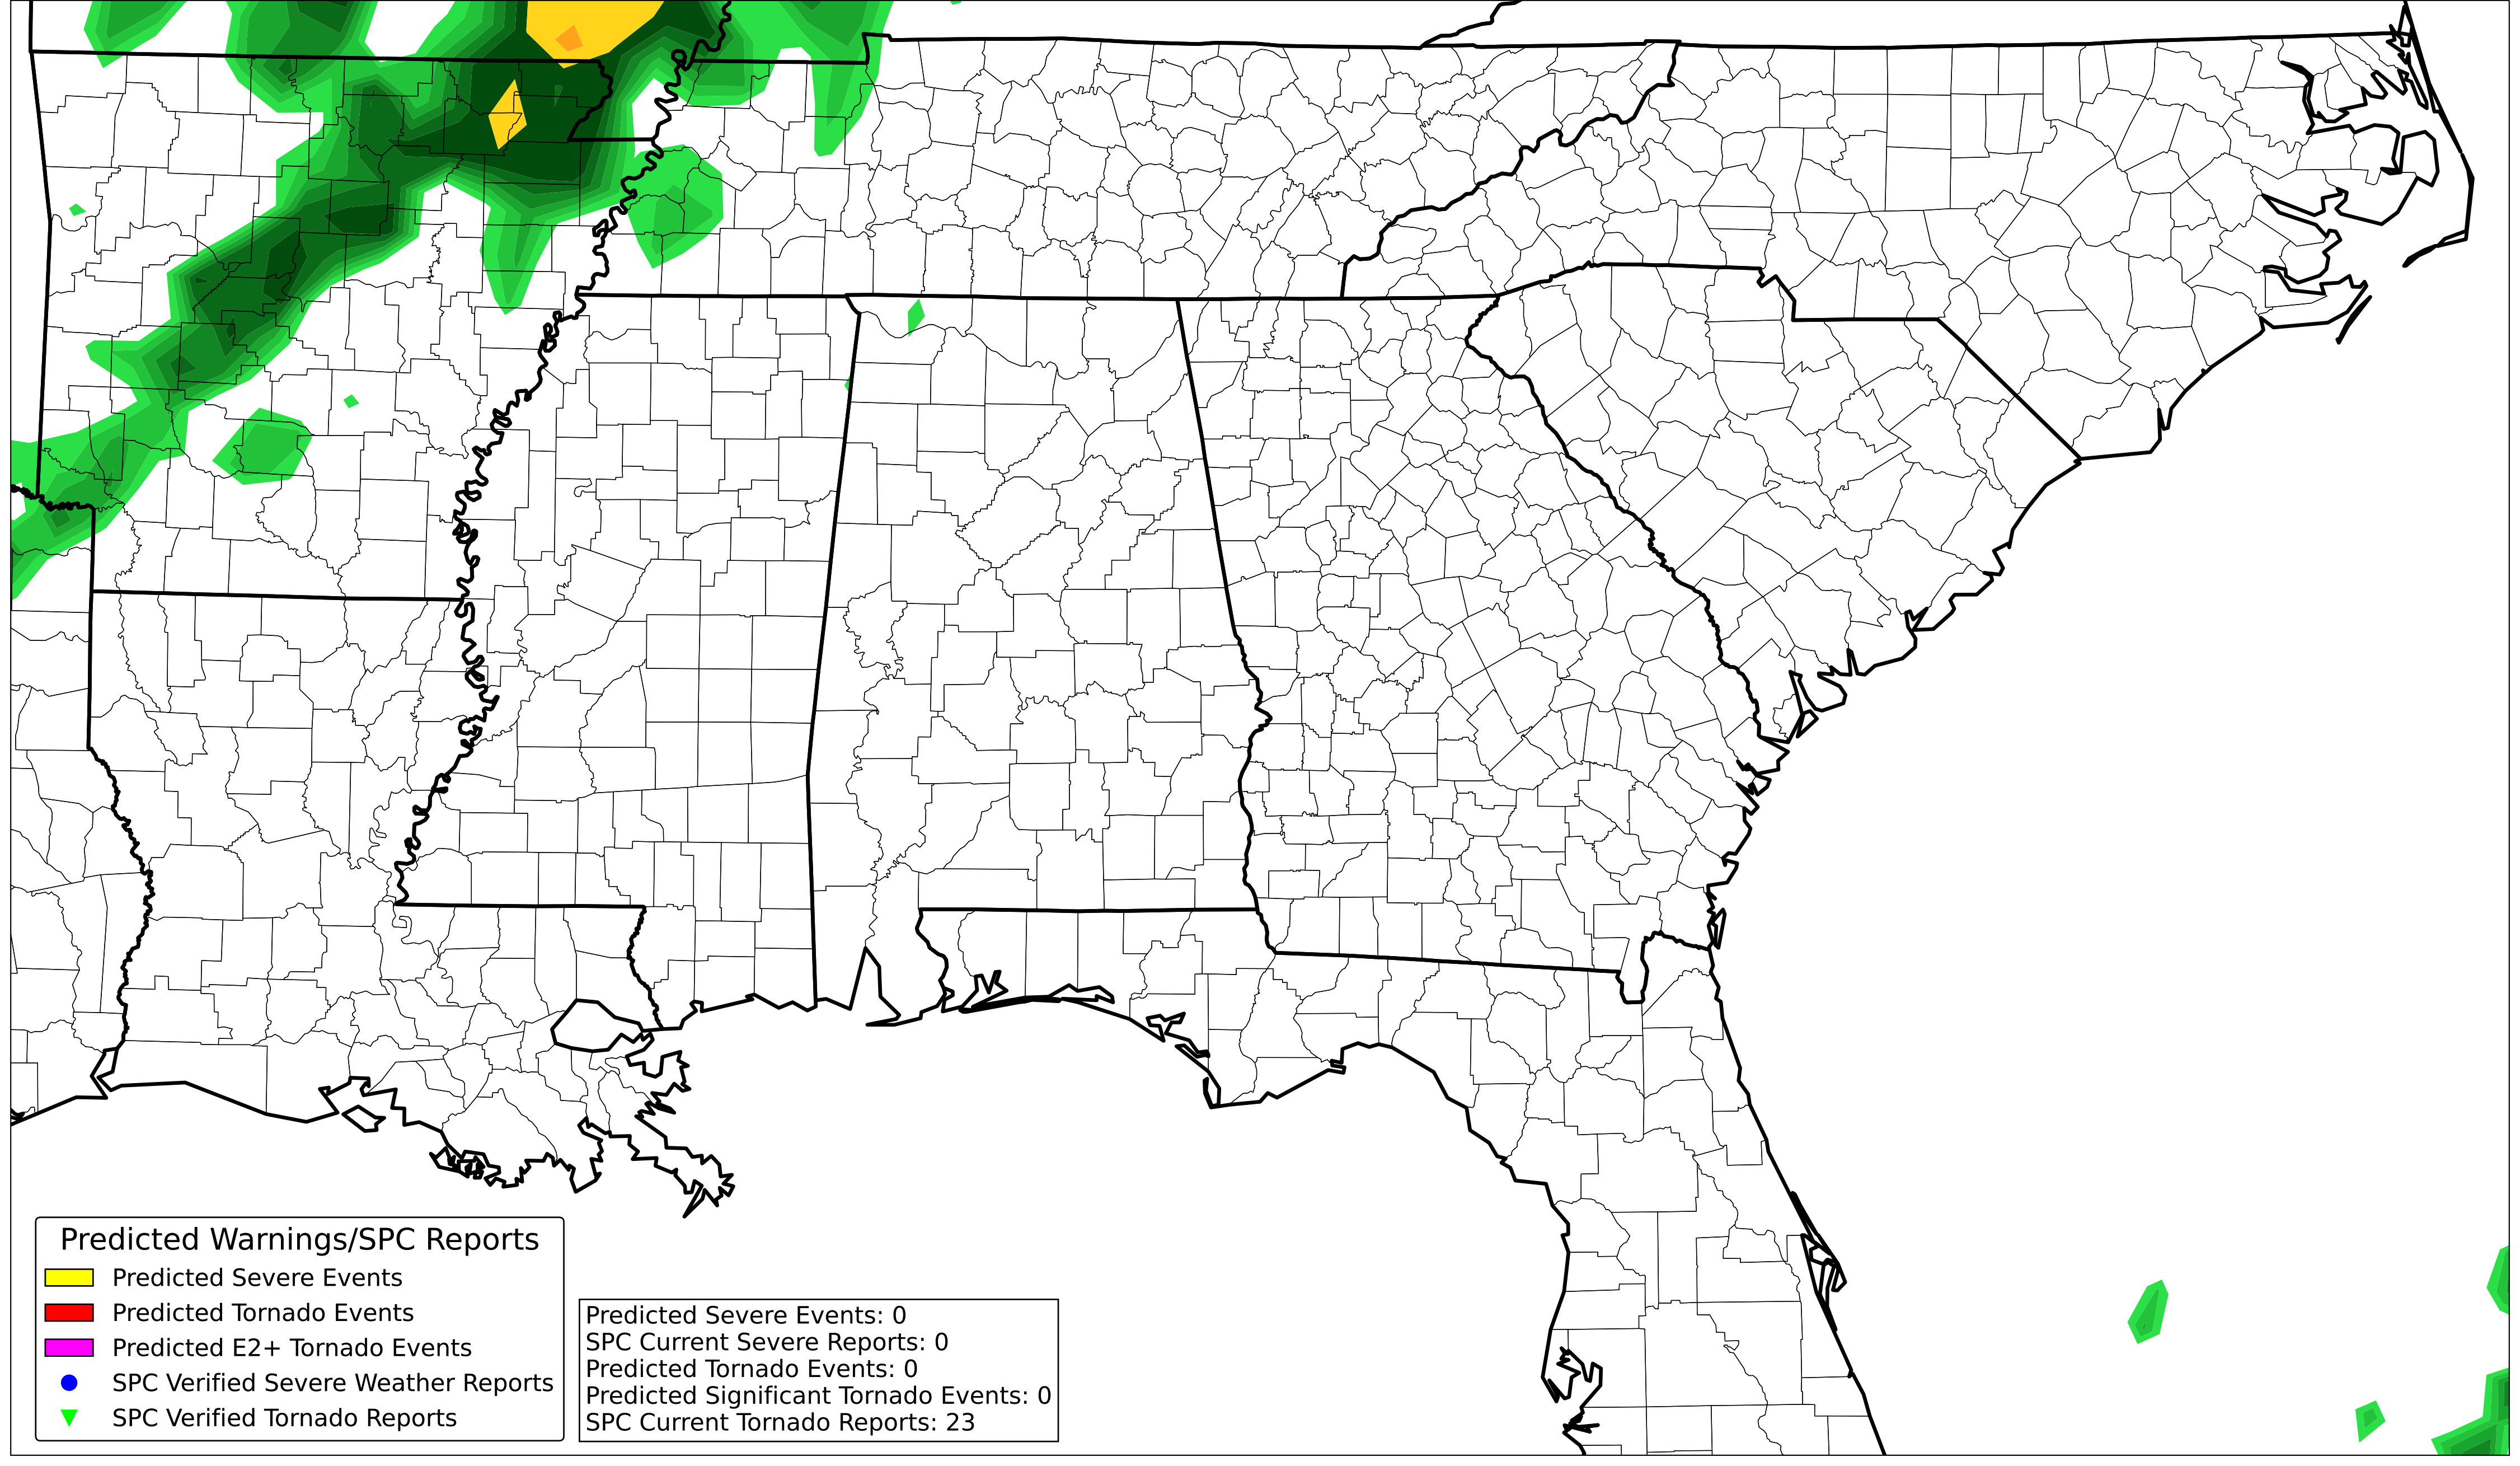 Predicted Warnings/SPC Reports
Predicted Severe Events
Predicted Tornado Events
Predicted E2+ Tornado Events
SPC Verified Severe Weather Reports
SPC Verified Tornado Reports
Predicted Severe Events: 0
SPC Current Severe Reports: 0
Predicted Tornado Events: 0
Predicted Significant Tornado Events: 0
SPC Current Tornado Reports: 23